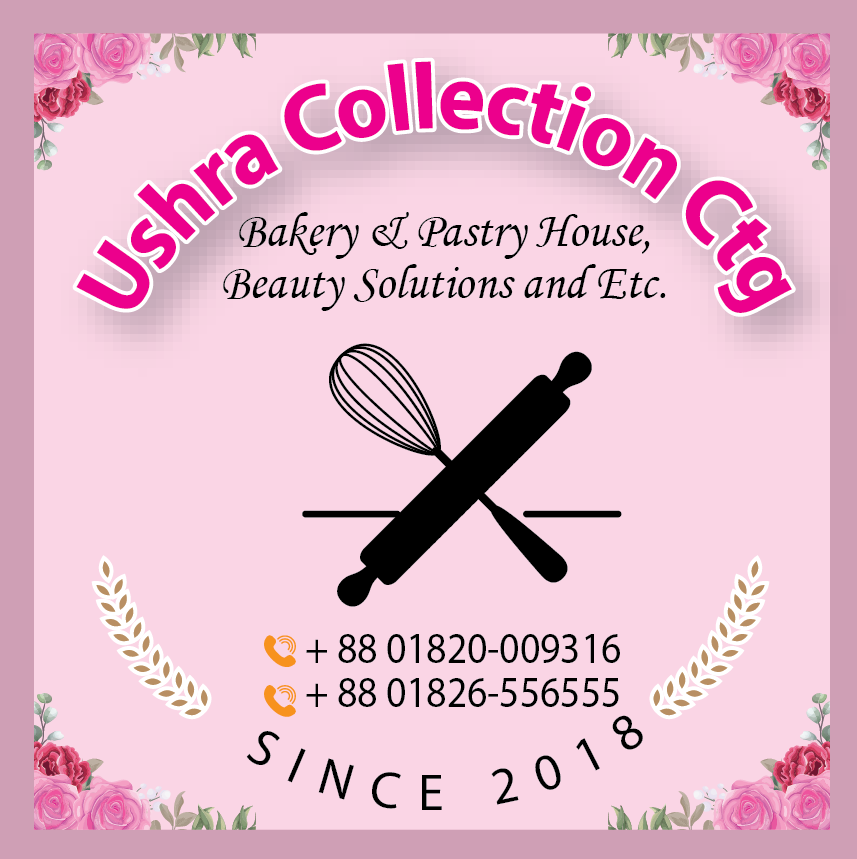 Ushra Collection Ctg
Bakery & Pastry House,
Beauty Solutions and Etc.
+ 88 01820-009316
+ 88 01826-556555
SINCE 2018